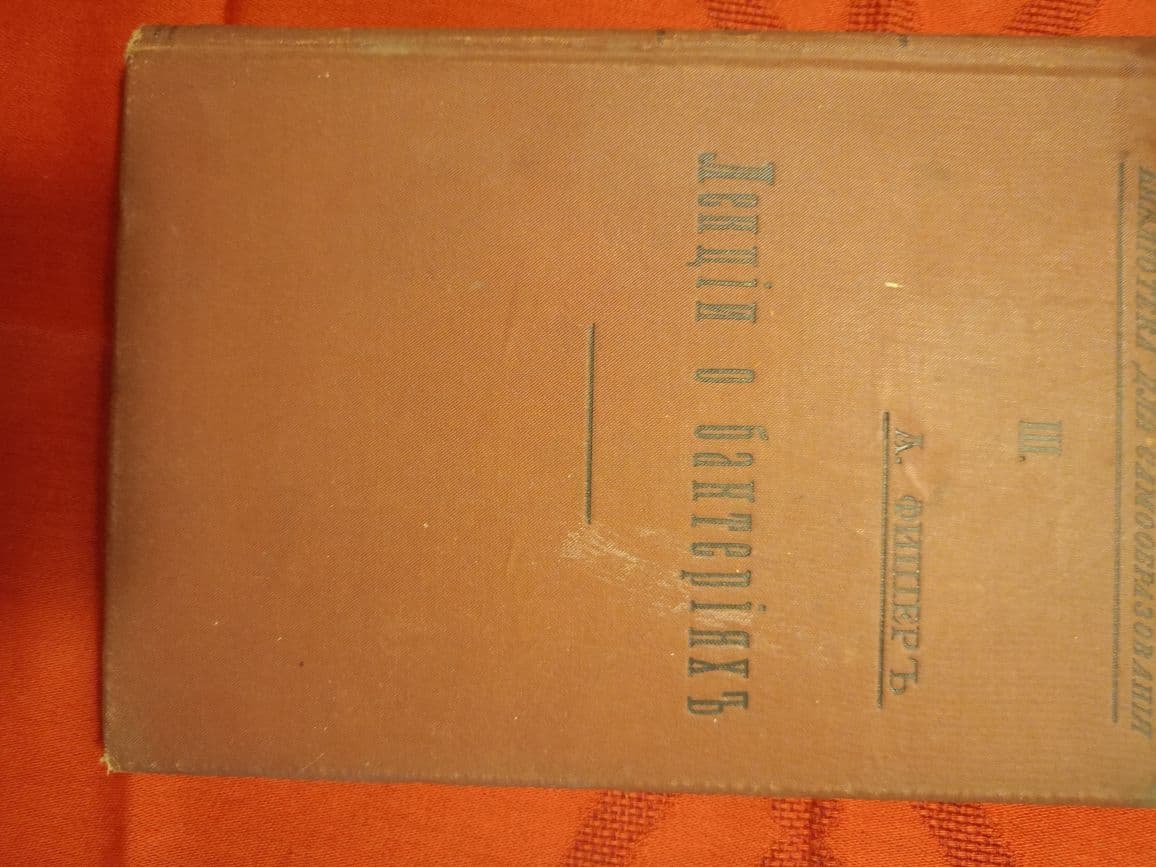 БИБЛІОТЕКА ДЛЯ САМООБРАЗОВАНІЯ
III.
А. ФИШЕРЪ
Лекціи о бактеріяхъ